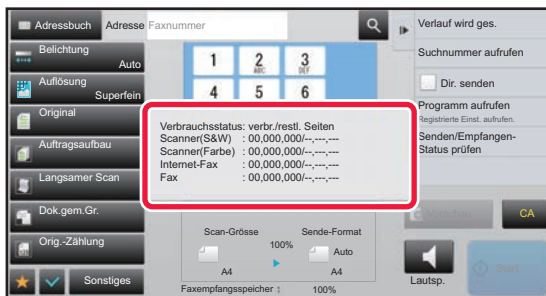 Adressbuch
Adresse
Faxnummer
Verlauf wird ges.
Belichtung
Auto
Suchnummer aufrufen
1
2
ABC
3
DEF
Auflösung
Superfein
Dir. senden
4
5
6
Original
Programm aufrufen
Registrierte Einst. aufrufen.
Auftragsaufbau
Verbrauchsstatus: verbr./restl. Seiten
Scanner(S&W) : 00,000,000/--,---,---
Scanner(Farbe) : 00,000,000/--,---,---
Internet-Fax : 00,000,000/--,---,---
Fax : 00,000,000/--,---,---
Senden/Empfangen-
Status prüfen
Langsamer Scan
Dok.gem.Gr.
Vorschau
CA
Orig.-Zählung
Scan-Grösse
Sende-Format
100%
Auto
A4
A4
Start
Sonstiges
Lautsp.
Faxempfangsspeicher :
100%